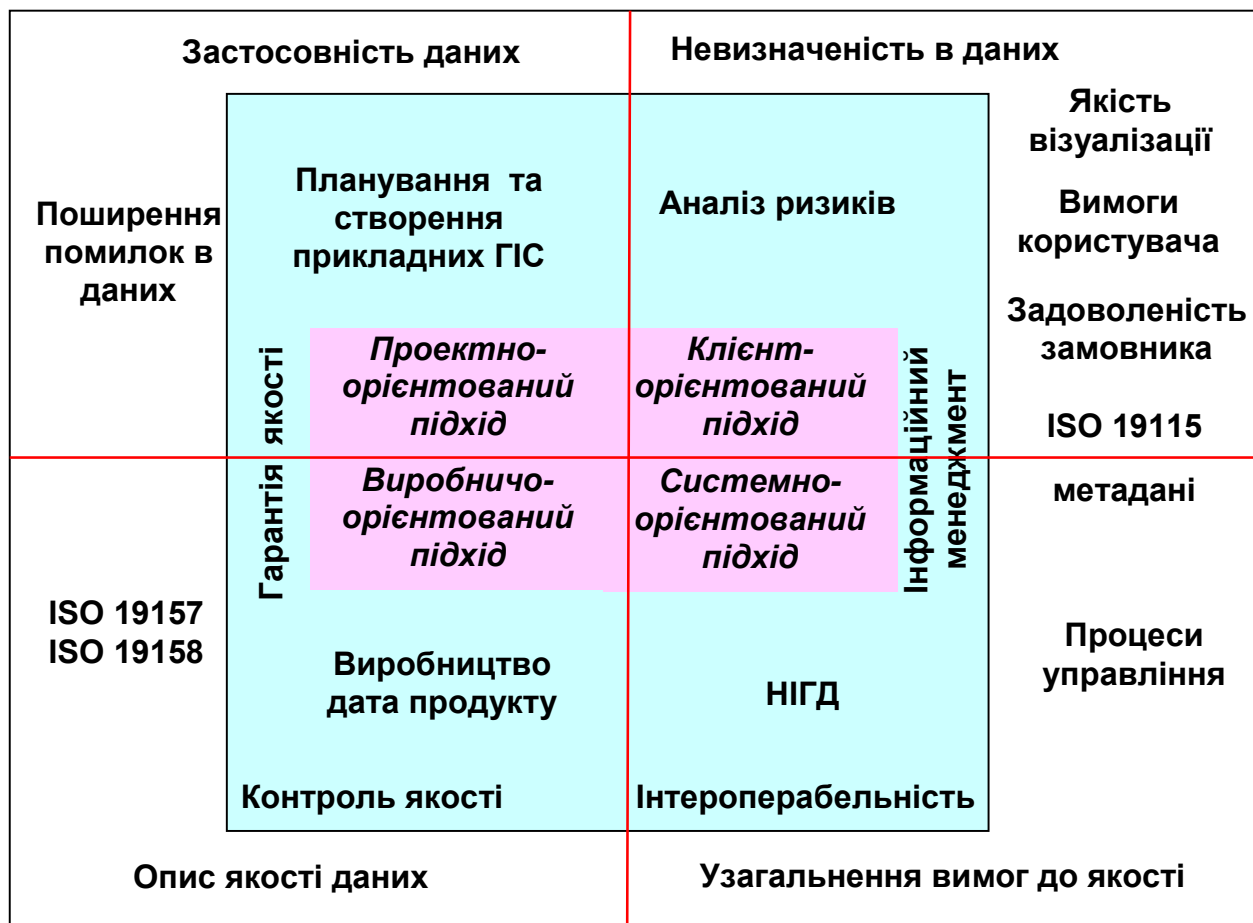 Застосовність даних
Невизначеність в даних
Якість
візуалізації
Планування та
створення
прикладних ГІС
Аналіз ризиків
Поширення
помилок в
даних
Вимоги
користувача
Задоволеність
замовника
Гарантія якості
Проектно-
орієнтований
підхід
Клієнт-
орієнтований
підхід
Інформаційний
менеджмент
ISO 19115
Виробничо-
орієнтований
підхід
Системно-
орієнтований
підхід
метадані
ISO 19157
ISO 19158
Виробництво
дата продукту
НІГД
Процеси
управління
Контроль якості
Інтероперабельність
Опис якості даних
Узагальнення вимог до якості